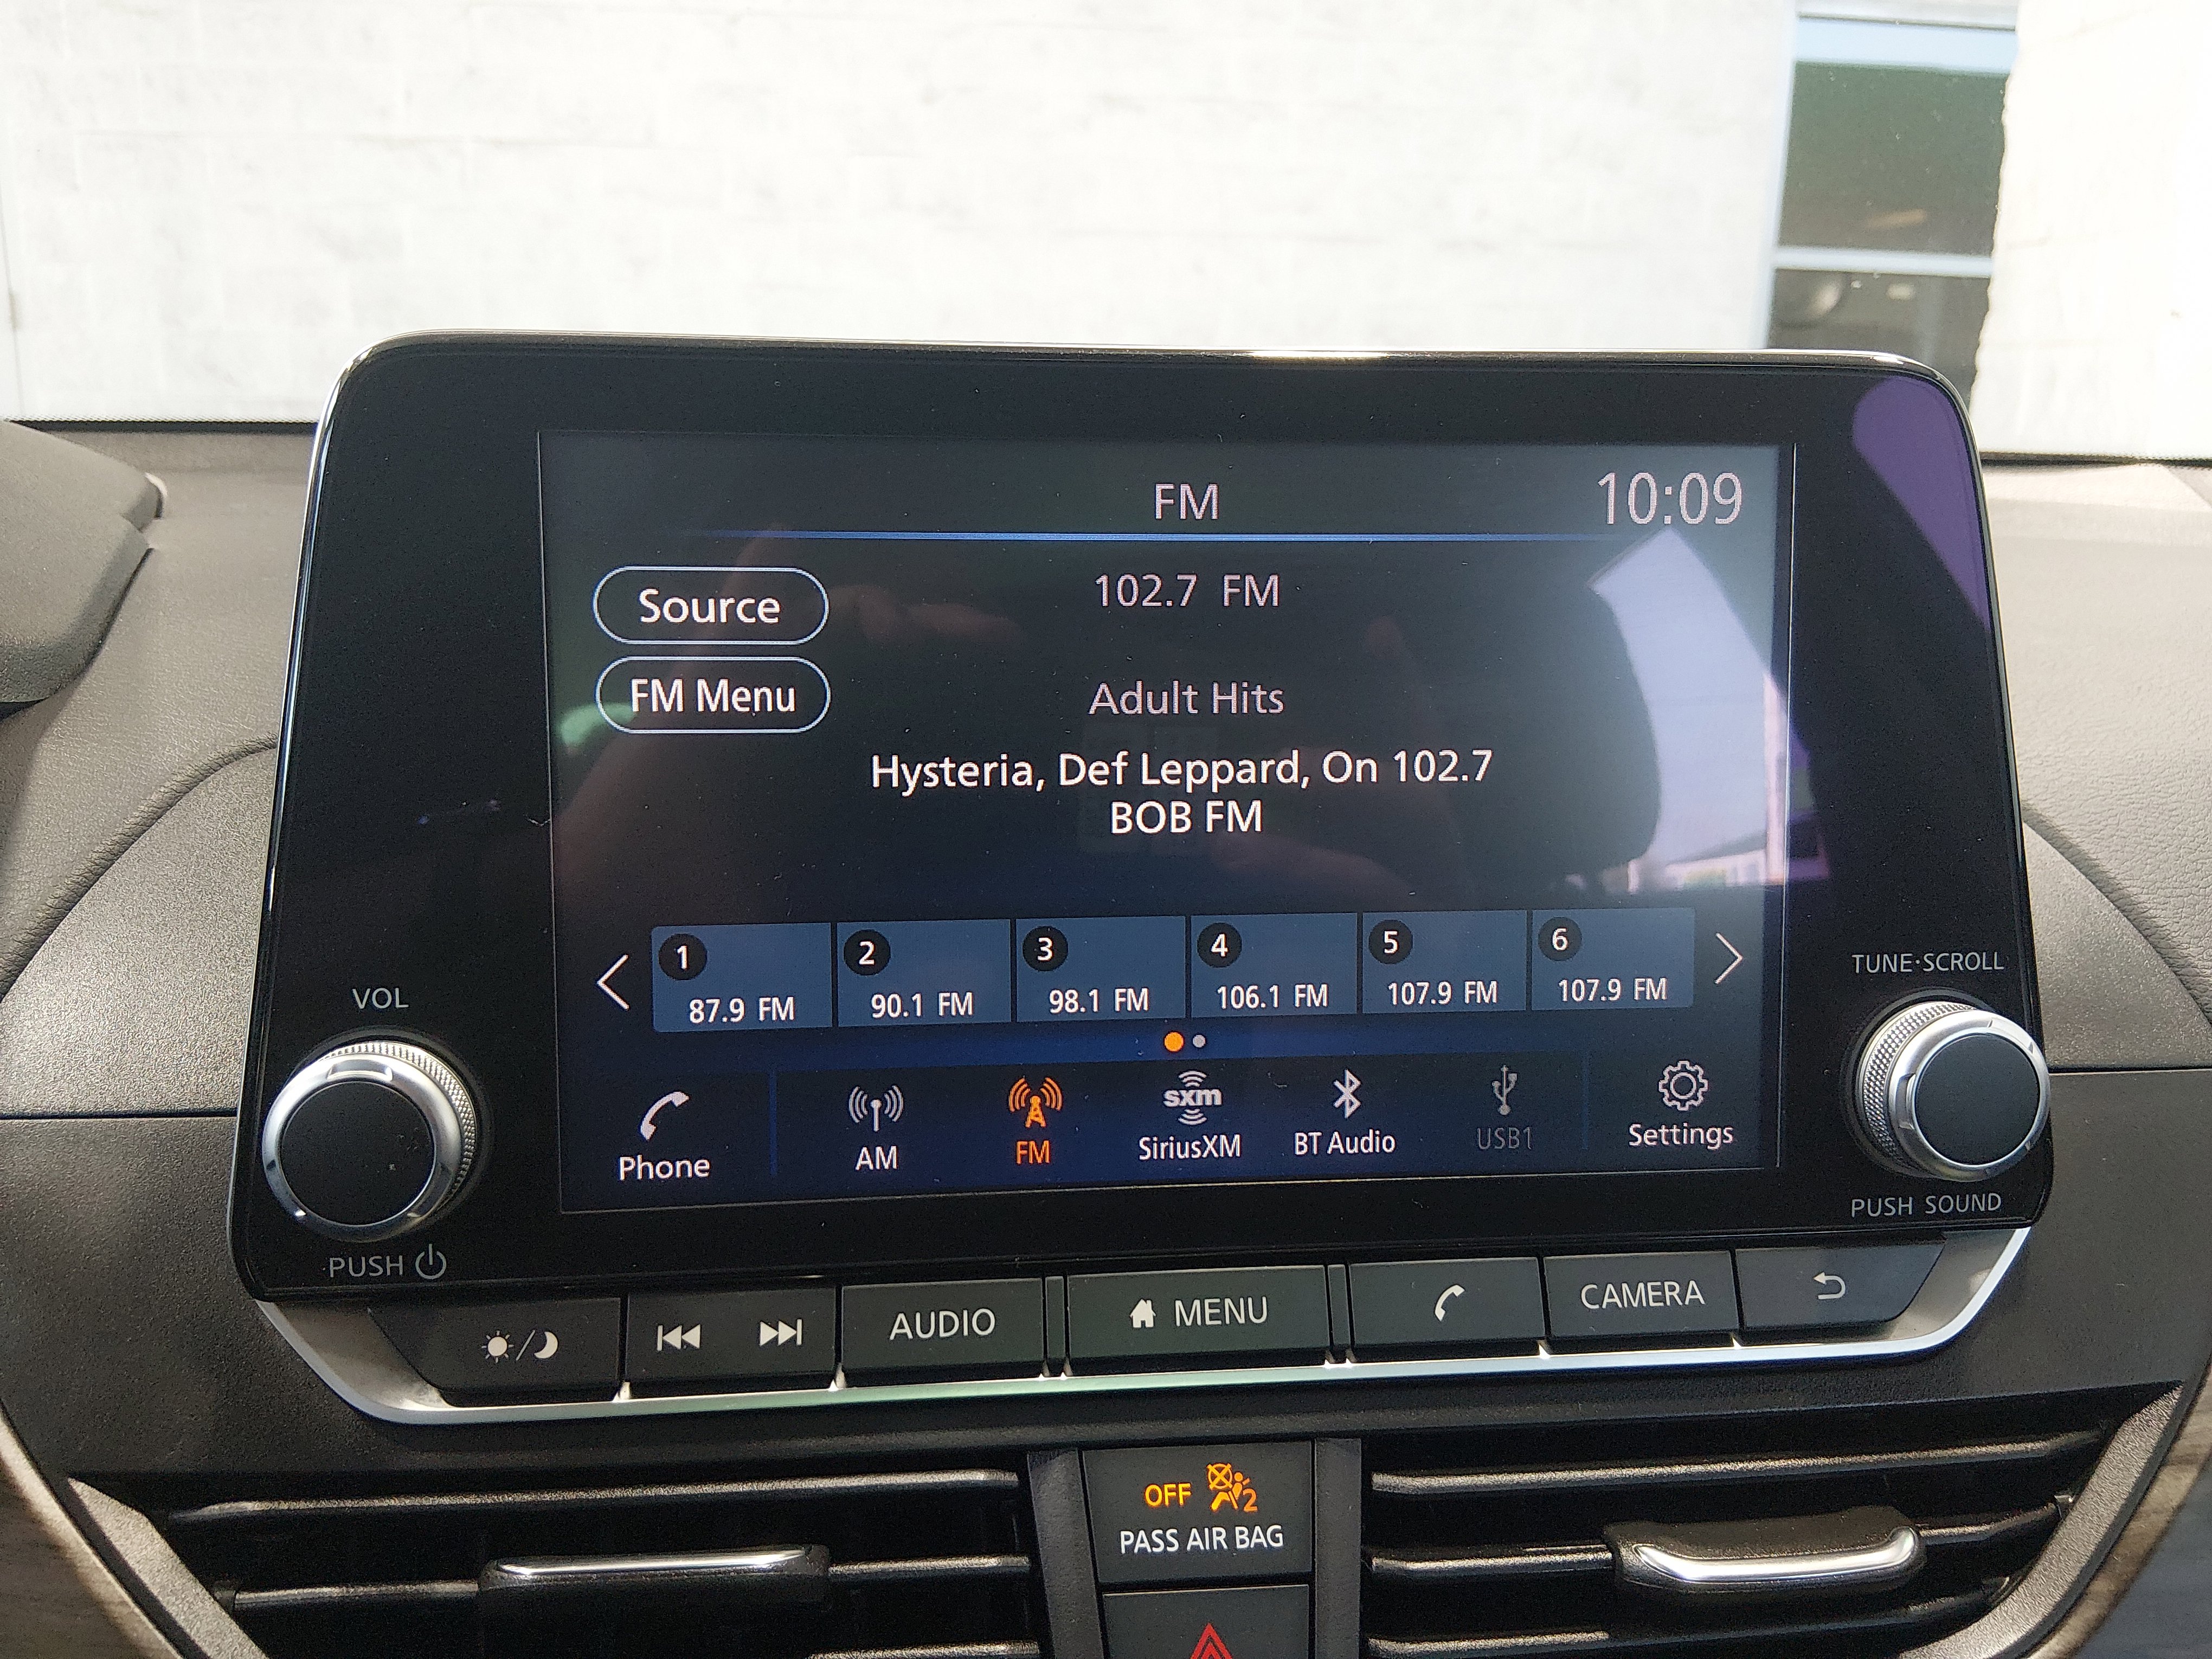 FM
10:09
Source
102.7 FM
FM Menu
Adult Hits
Hysteria, Def Leppard, On 102.7
BOB FM
1
2
3
4
5
6
87.9 FM
90.1 FM
98.1 FM
106.1 FM
107.9 FM
107.9 FM
VOL
TUNE·SCROLL
sxm
Phone
AM
FM
SiriusXM
BT Audio
USB1
Settings
PUSH
PUSH SOUND
AUDIO
MENU
CAMERA
OFF 2
PASS AIR BAG